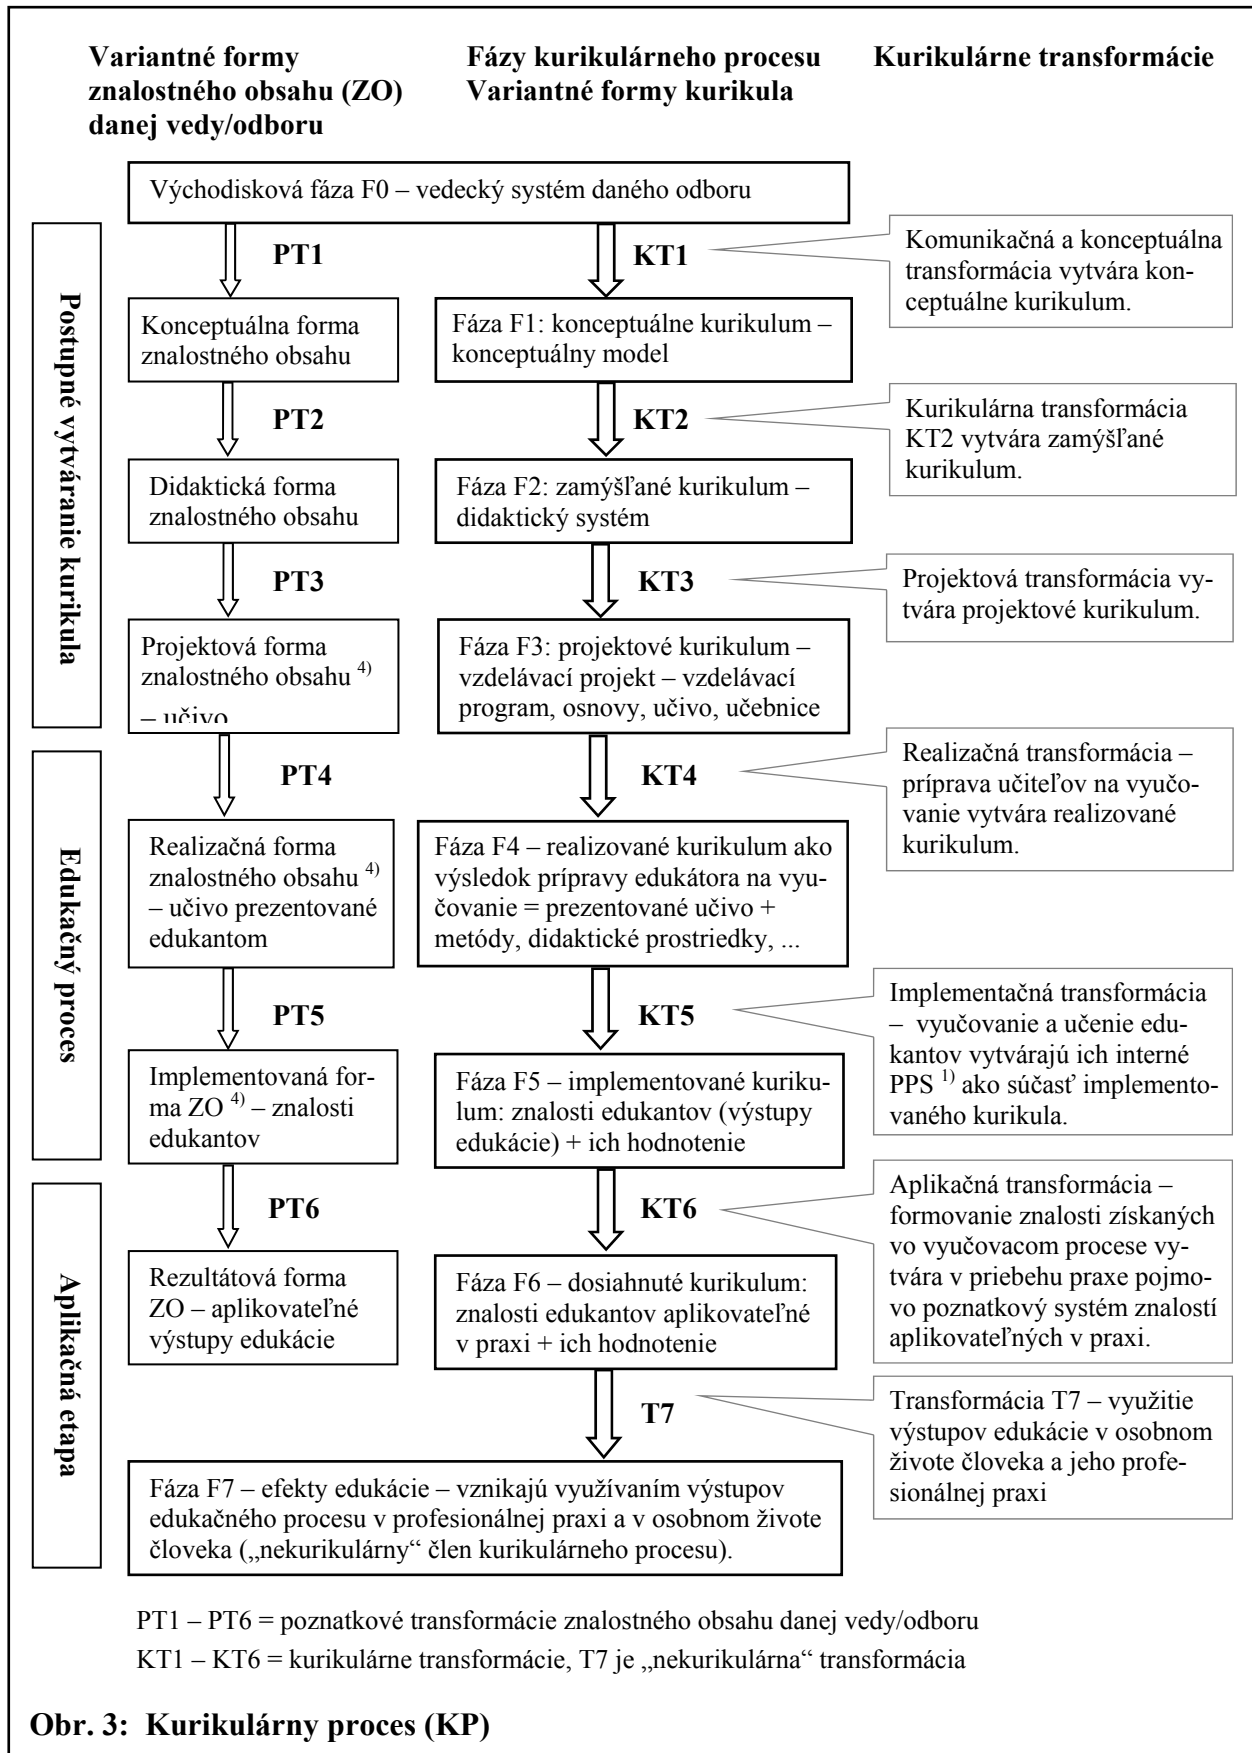 Variantné formy
znalostného obsahu (ZO)
danej vedy/odboru
Fázy kurikulárneho procesu
Variantné formy kurikula
Kurikulárne transformácie
Východisková fáza F0 – vedecký systém daného odboru
Postupné vytváranie kurikula
PT1
KT1
Komunikačná a konceptuálna
transformácia vytvára kon-
ceptuálne kurikulum.
Konceptuálna forma
znalostného obsahu
Fáza F1: konceptuálne kurikulum –
konceptuálny model
PT2
KT2
Kurikulárna transformácia
KT2 vytvára zamýšľané
kurikulum.
Didaktická forma
znalostného obsahu
Fáza F2: zamýšľané kurikulum –
didaktický systém
PT3
KT3
Projektová transformácia vy-
tvára projektové kurikulum.
Projektová forma
znalostného obsahu 4)
– učivo
Fáza F3: projektové kurikulum –
vzdelávací projekt – vzdelávací
program, osnovy, učivo, učebnice
Edukačný proces
PT4
KT4
Realizačná transformácia –
príprava učiteľov na vyučo-
vanie vytvára realizované
kurikulum.
Realizačná forma
znalostného obsahu 4)
– učivo prezentované
edukantom
Fáza F4 – realizované kurikulum ako
výsledok prípravy edukátora na vyu-
čovanie = prezentované učivo +
metódy, didaktické prostriedky, ...
PT5
KT5
Implementačná transformácia
– vyučovanie a učenie edu-
kantov vytvárajú ich interné
PPS 1) ako súčasť implemento-
vaného kurikula.
Implementovaná for-
ma ZO 4) – znalosti
edukantov
Fáza F5 – implementované kuriku-
lum: znalosti edukantov (výstupy
edukácie) + ich hodnotenie
Aplikačná etapa
PT6
KT6
Aplikačná transformácia –
formovanie znalosti získaných
vo vyučovacom procese vy-
tvára v priebehu praxe pojmo-
vo poznatkový systém znalostí
aplikovateľných v praxi.
Rezultátová forma
ZO – aplikovateľné
výstupy edukácie
Fáza F6 – dosiahnuté kurikulum:
znalosti edukantov aplikovateľné
v praxi + ich hodnotenie
T7
Transformácia T7 – využitie
výstupov edukácie v osobnom
živote človeka a jeho profe-
sionálnej praxi
Fáza F7 – efekty edukácie – vznikajú využívaním výstupov
edukačného procesu v profesionálnej praxi a v osobnom živote
človeka („nekurikulárny“ člen kurikulárneho procesu).
PT1 – PT6 = poznatkové transformácie znalostného obsahu danej vedy/odboru
KT1 – KT6 = kurikulárne transformácie, T7 je „nekurikulárna“ transformácia
Obr. 3: Kurikulárny proces (KP)